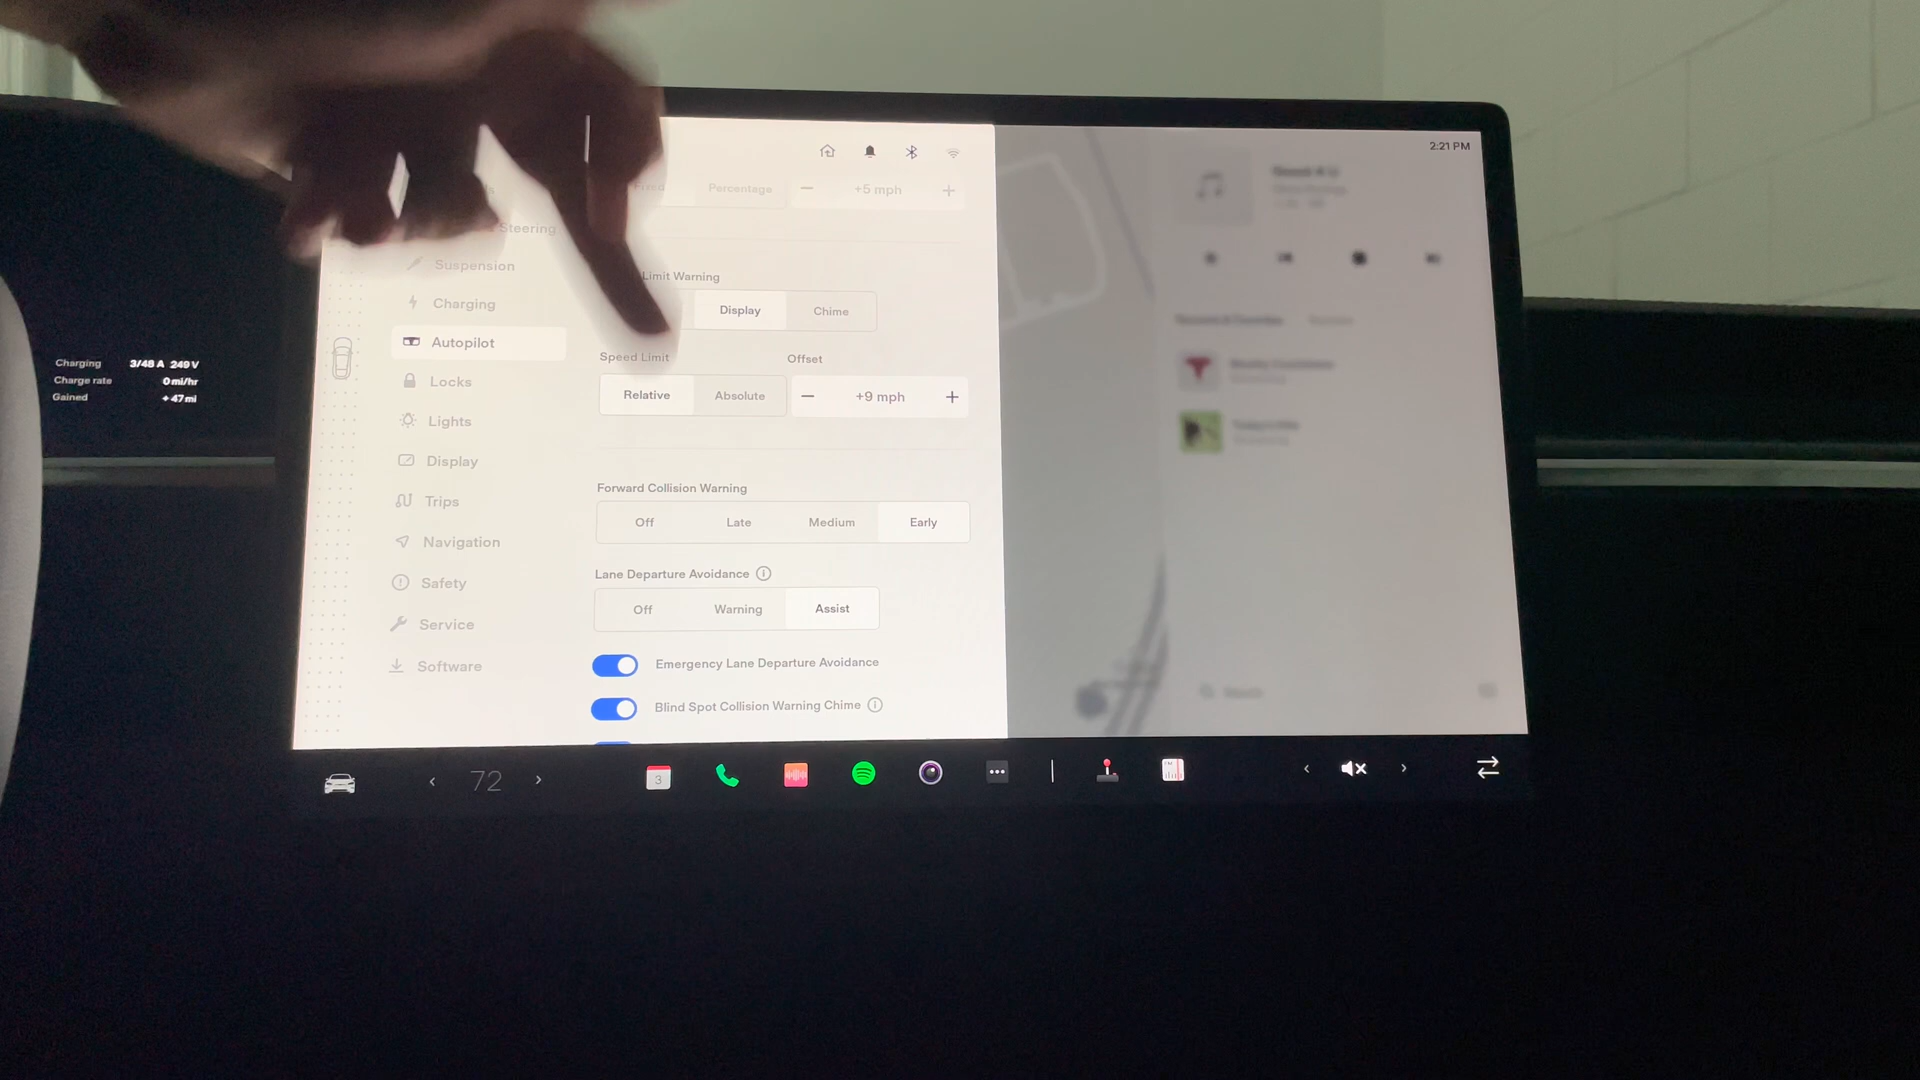 2:21 PM
Fixed
Percentage
+5 mph
Steering
Suspension
Charging
Autopilot
Locks
Lights
Display
Trips
Navigation
Safety
Service
Software
Limit Warning
Display
Chime
Speed Limit
Offset
Relative
Absolute
+9 mph
Forward Collision Warning
Off
Late
Medium
Early
Lane Departure Avoidance
Off
Warning
Assist
Emergency Lane Departure Avoidance
Blind Spot Collision Warning Chime
Charging 3/48 A 249 V
Charge rate 0 mi/hr
Gained + 47 mi
72
3